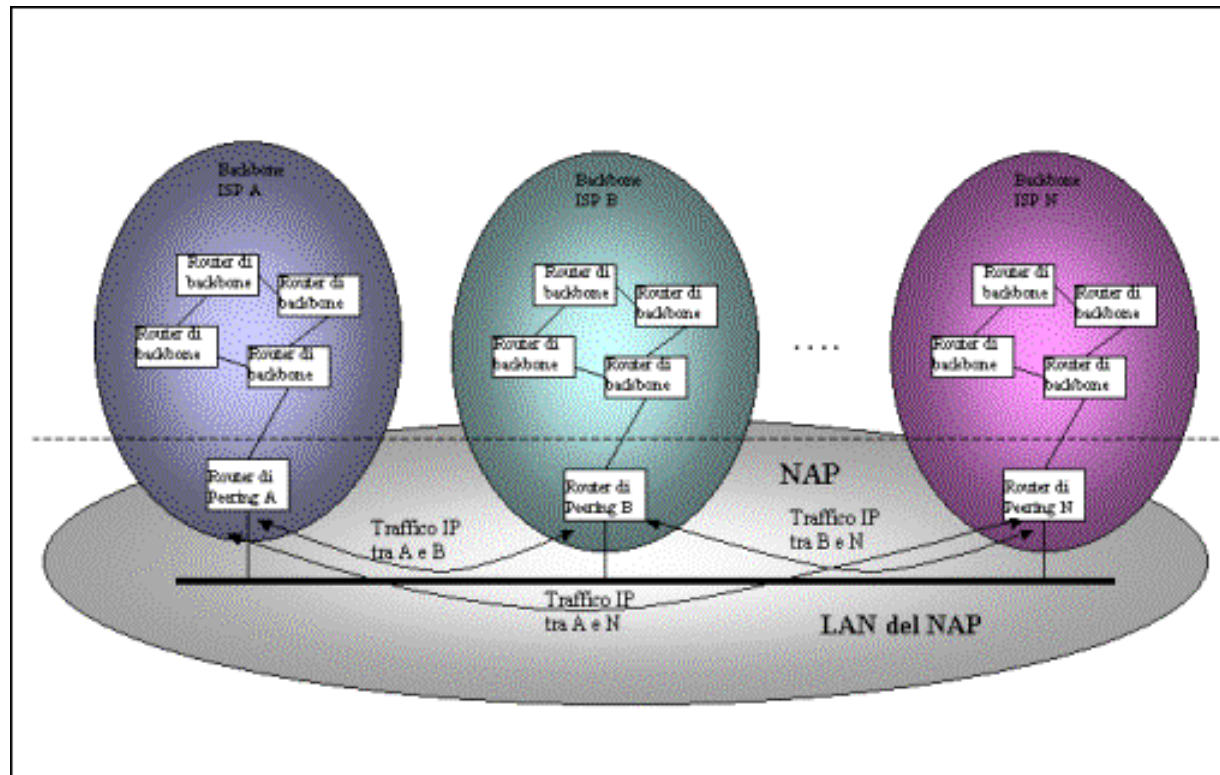 Backbone
ISP A
Router di
backbone
Router di
backbone
Router di
backbone
Router di
backbone
Router di
Peering A
Backbone
ISP B
Router di
backbone
Router di
backbone
Router di
backbone
Router di
backbone
Router di
Peering B
. . . .
Backbone
ISP N
Router di
backbone
Router di
backbone
Router di
backbone
Router di
backbone
Router di
Peering N
NAP
Traffico IP
tra A e B
Traffico IP
tra B e N
Traffico IP
tra A e N
LAN del NAP